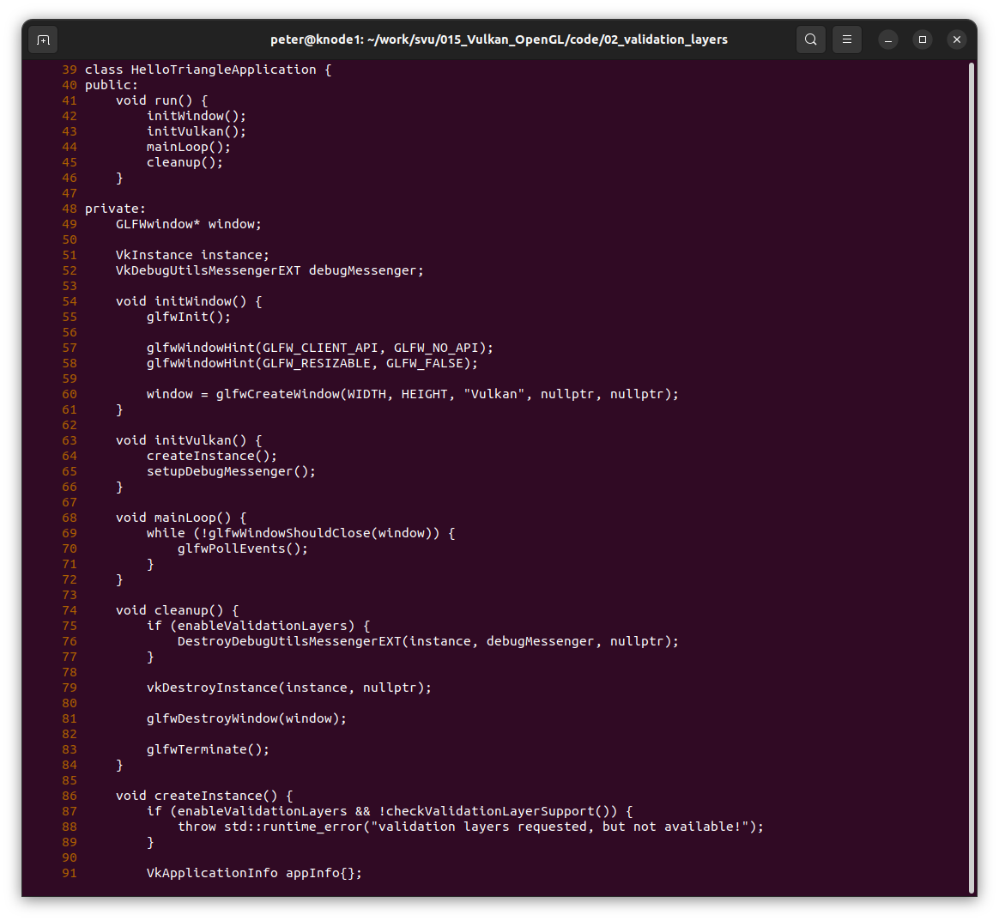 peter@knode1: ~/work/svu/015_Vulkan_OpenGL/code/02_validation_layers
39 class HelloTriangleApplication {
40 public:
41     void run() {
42         initWindow();
43         initVulkan();
44         mainLoop();
45         cleanup();
46     }
47
48 private:
49     GLFWwindow* window;
50
51     VkInstance instance;
52     VkDebugUtilsMessengerEXT debugMessenger;
53
54     void initWindow() {
55         glfwInit();
56
57         glfwWindowHint(GLFW_CLIENT_API, GLFW_NO_API);
58         glfwWindowHint(GLFW_RESIZABLE, GLFW_FALSE);
59
60         window = glfwCreateWindow(WIDTH, HEIGHT, "Vulkan", nullptr, nullptr);
61     }
62
63     void initVulkan() {
64         createInstance();
65         setupDebugMessenger();
66     }
67
68     void mainLoop() {
69         while (!glfwWindowShouldClose(window)) {
70             glfwPollEvents();
71         }
72     }
73
74     void cleanup() {
75         if (enableValidationLayers) {
76             DestroyDebugUtilsMessengerEXT(instance, debugMessenger, nullptr);
77         }
78
79         vkDestroyInstance(instance, nullptr);
80
81         glfwDestroyWindow(window);
82
83         glfwTerminate();
84     }
85
86     void createInstance() {
87         if (enableValidationLayers && !checkValidationLayerSupport()) {
88             throw std::runtime_error("validation layers requested, but not available!");
89         }
90
91         VkApplicationInfo appInfo{};